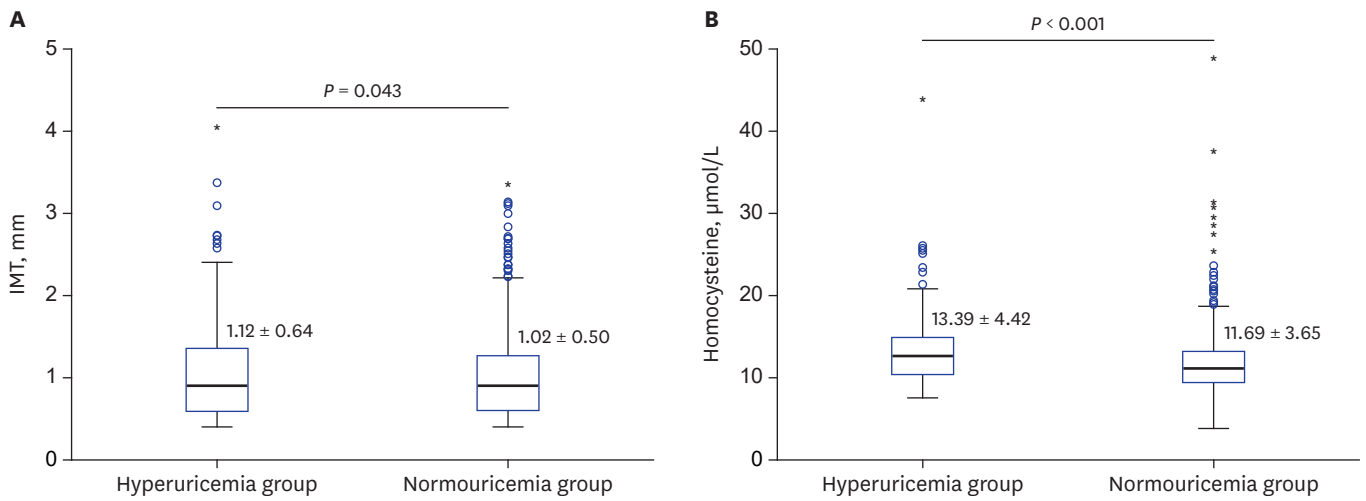 A
IMT, mm
5
4
3
2
1
0
P = 0.043
1.12 ± 0.64
1.02 ± 0.50
Hyperuricemia group
Normouricemia group
B
Homocysteine, μmol/L
50
40
30
20
10
0
P < 0.001
13.39 ± 4.42
11.69 ± 3.65
Hyperuricemia group
Normouricemia group